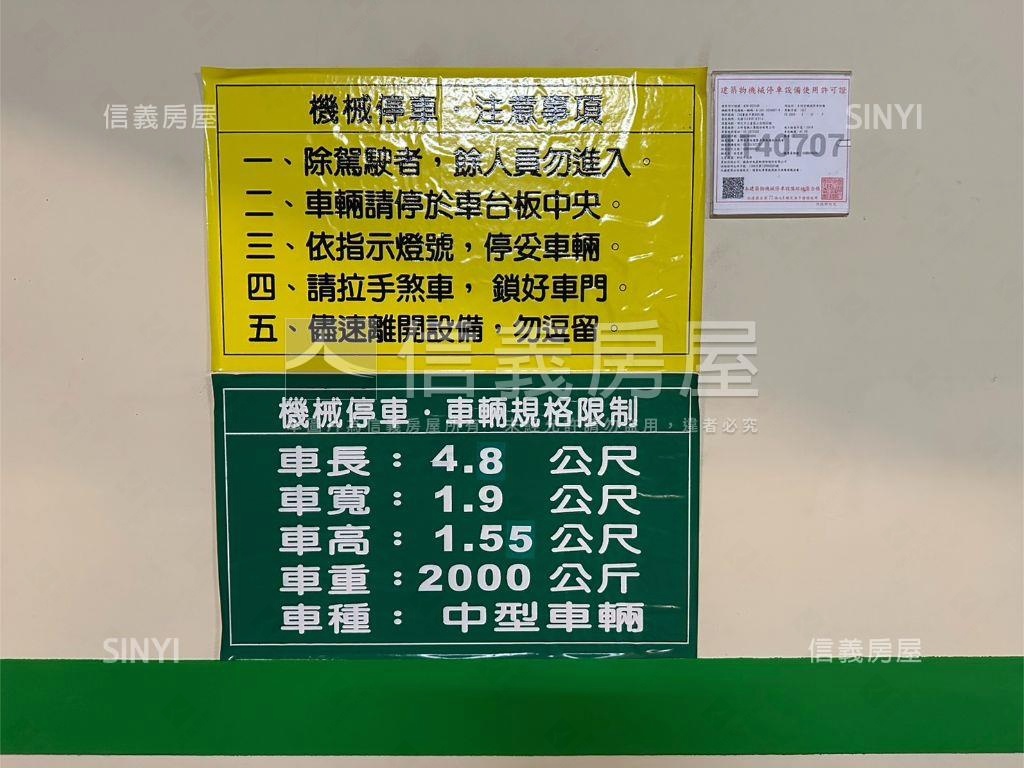 機械停車·注意事項
一、除駕駛者，餘人員勿進入。
二、車輛請停於車台板中央。
三、依指示燈號，停妥車輛。
四、請拉手煞車，鎖好車門。
五、儘速離開設備，勿逗留。
機械停車·車輛規格限制
車長：4.8 公尺
車寬：1.9 公尺
車高：1.55 公尺
車重：2000 公斤
車種：中型車輛
建築物機械停車設備使用許可證
T40707
信義房屋
SINYI
信義房屋
SINYI
信義房屋